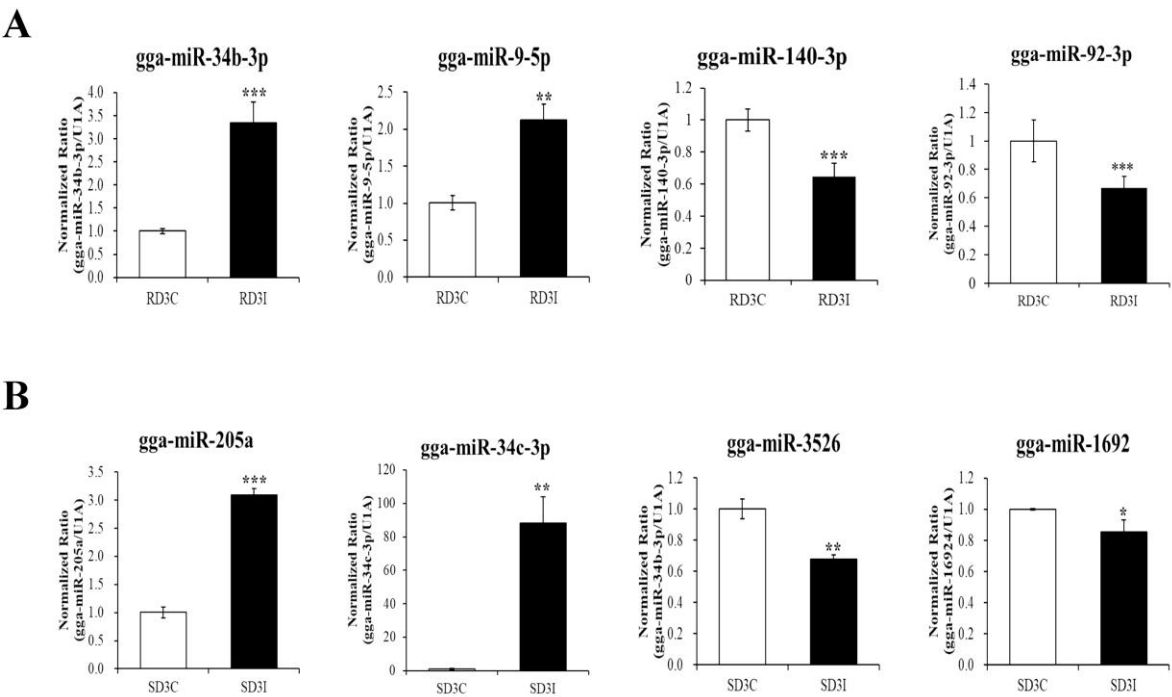 A
gga-miR-34b-3p
Normalized Ratio
(gga-miR-34b-3p/U1A)
4.0
3.5
3.0
2.5
2.0
1.5
1.0
0.5
0.0
***
RD3C
RD3I
gga-miR-9-5p
Normalized Ratio
(gga-miR-9-5p/U1A)
2.5
2.0
1.5
1.0
0.5
0.0
**
RD3C
RD3I
gga-miR-140-3p
Normalized Ratio
(gga-miR-140-3p/U1A)
1.2
1
0.8
0.6
0.4
0.2
0
***
RD3C
RD3I
gga-miR-92-3p
Normalized Ratio
(gga-miR-92-3p/U1A)
1.4
1.2
1
0.8
0.6
0.4
0.2
0
***
RD3C
RD3I
B
gga-miR-205a
Normalized Ratio
(gga-miR-205a/U1A)
3.5
3.0
2.5
2.0
1.5
1.0
0.5
0.0
***
SD3C
SD3I
gga-miR-34c-3p
Normalized Ratio
(gga-miR-34c-3p/U1A)
120
100
80
60
40
20
0
**
SD3C
SD3I
gga-miR-3526
Normalized Ratio
(gga-miR-34b-3p/U1A)
1.2
1.0
0.8
0.6
0.4
0.2
0.0
**
SD3C
SD3I
gga-miR-1692
Normalized Ratio
(gga-miR-16924/U1A)
1.2
1.0
0.8
0.6
0.4
0.2
0.0
*
SD3C
SD3I